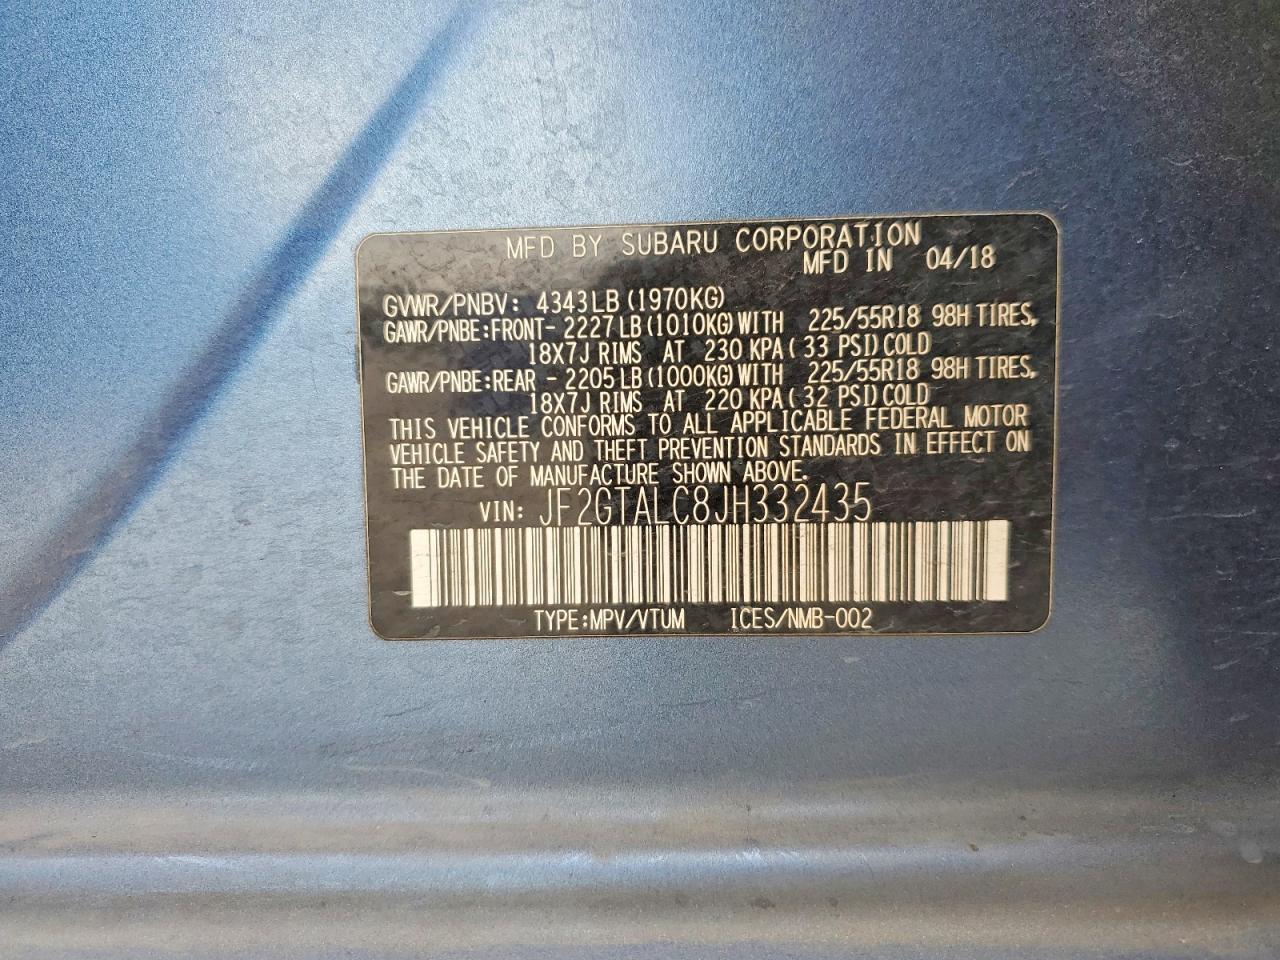 MFD BY SUBARU CORPORATION
MFD IN 04/18
GVWR/PNBV: 4343LB (1970KG)
GAWR/PNBE:FRONT- 2227LB (1010KG) WITH 225/55R18 98H TIRES,
18X7J RIMS AT 230 KPA ( 33 PSI) COLD
GAWR/PNBE:REAR - 2205LB (1000KG) WITH 225/55R18 98H TIRES,
18X7J RIMS AT 220 KPA ( 32 PSI) COLD
THIS VEHICLE CONFORMS TO ALL APPLICABLE FEDERAL MOTOR
VEHICLE SAFETY AND THEFT PREVENTION STANDARDS IN EFFECT ON
THE DATE OF MANUFACTURE SHOWN ABOVE.
VIN: JF2GTALC8JH332435
TYPE:MPV/VTUM ICES/NMB-002